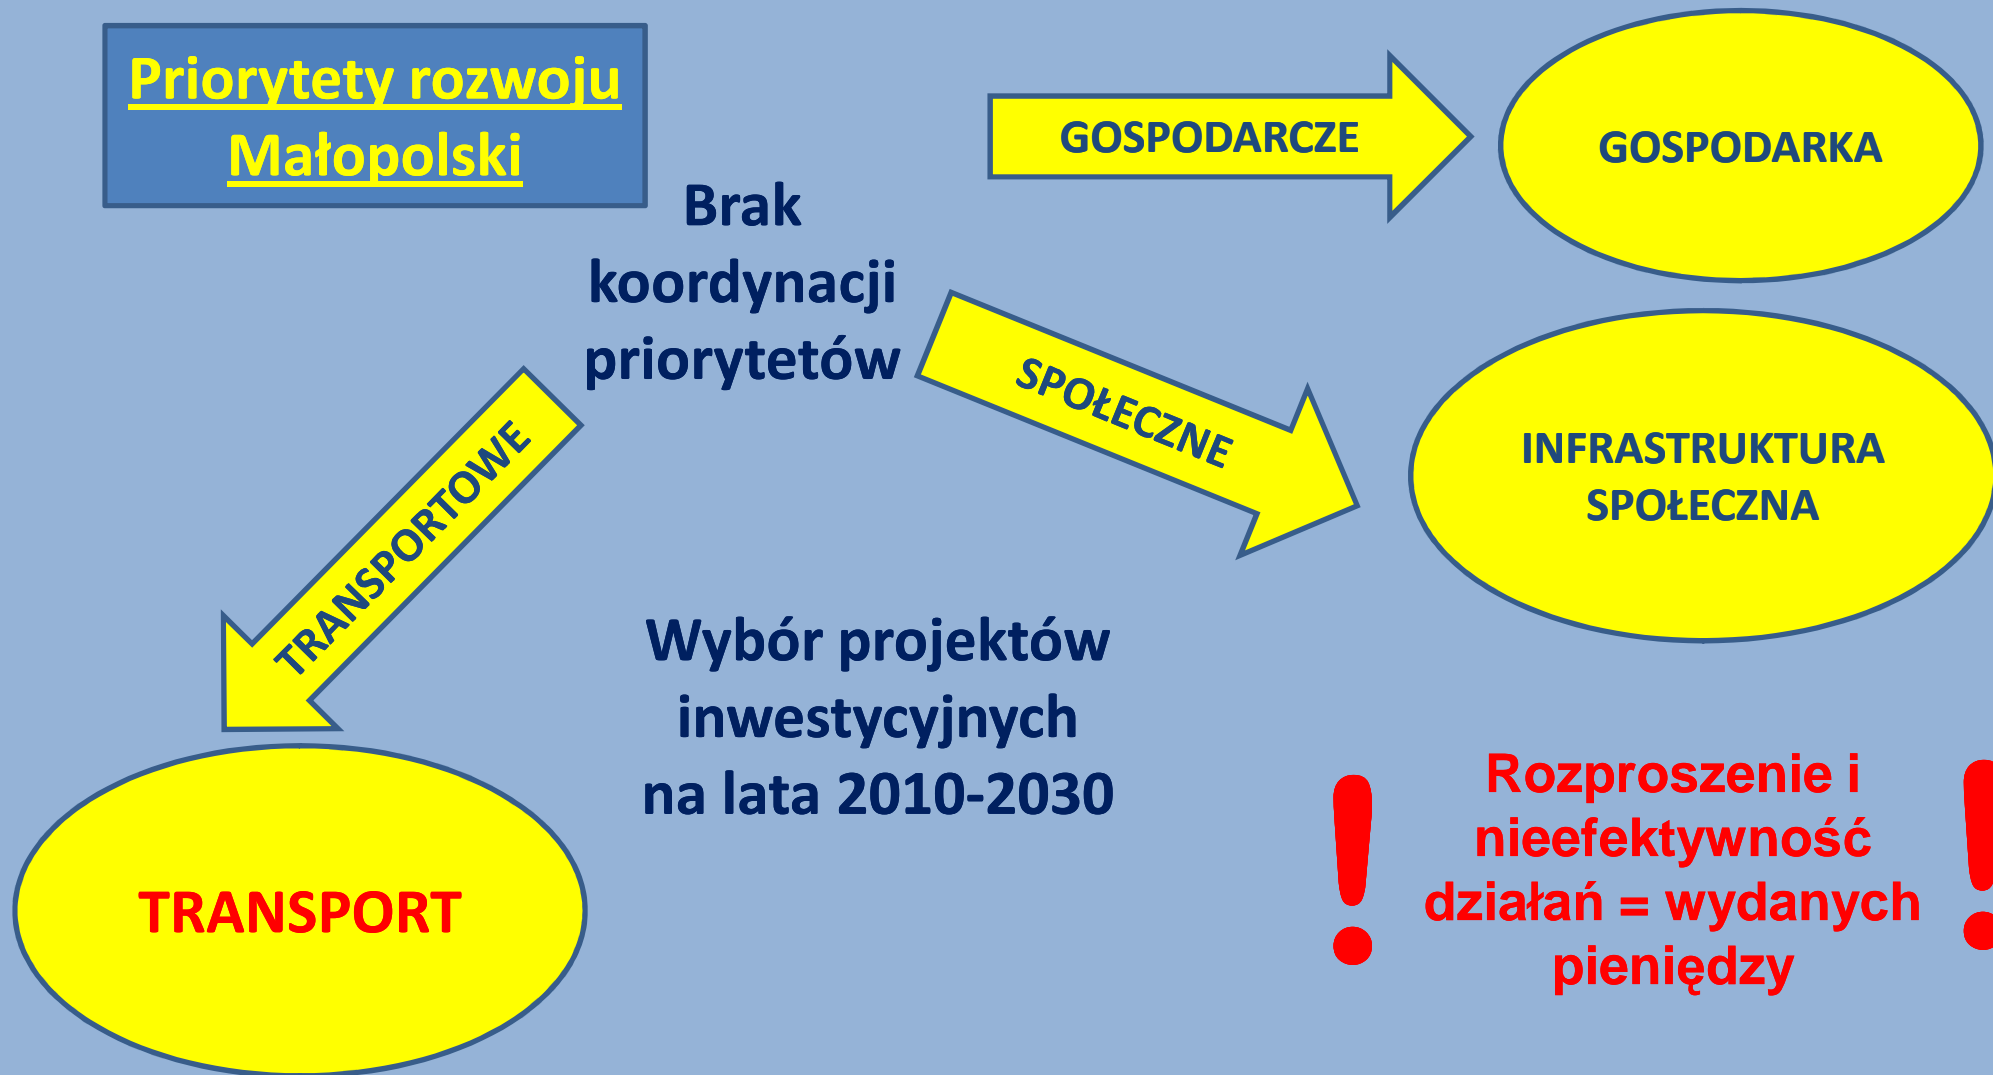 Priorytety rozwoju
Małopolski
GOSPODARCZE
GOSPODARKA
Brak
koordynacji
priorytetów
SPOŁECZNE
INFRASTRUKTURA
SPOŁECZNA
TRANSPORTOWE
Wybór projektów
inwestycyjnych
na lata 2010-2030
TRANSPORT
!
Rozproszenie i
nieefektywność
działań = wydanych
pieniędzy
!